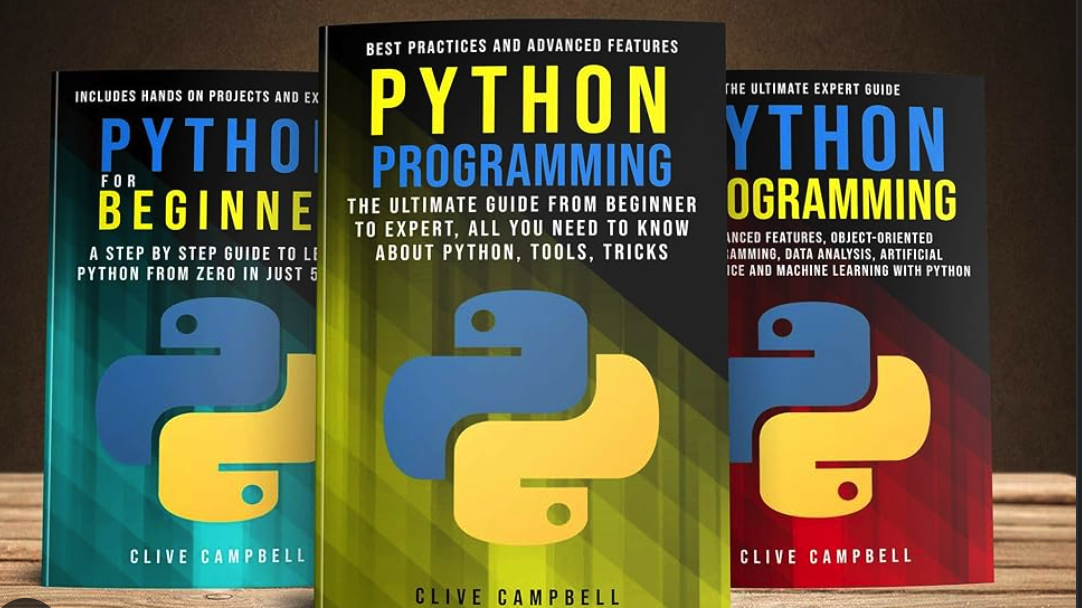 INCLUDES HANDS ON PROJECTS AND EX
PYTHO
FOR
BEGINNE
A STEP BY STEP GUIDE TO LE
PYTHON FROM ZERO IN JUST 5
CLIVE CAMPBELL
BEST PRACTICES AND ADVANCED FEATURES
PYTHON
PROGRAMMING
THE ULTIMATE GUIDE FROM BEGINNER
TO EXPERT, ALL YOU NEED TO KNOW
ABOUT PYTHON, TOOLS, TRICKS
CLIVE CAMPBELL
THE ULTIMATE EXPERT GUIDE
YTHON
OGRAMMING
ANCED FEATURES, OBJECT-ORIENTED
RAMMING, DATA ANALYSIS, ARTIFICIAL
ICE AND MACHINE LEARNING WITH PYTHON
CLIVE CAMPBELL